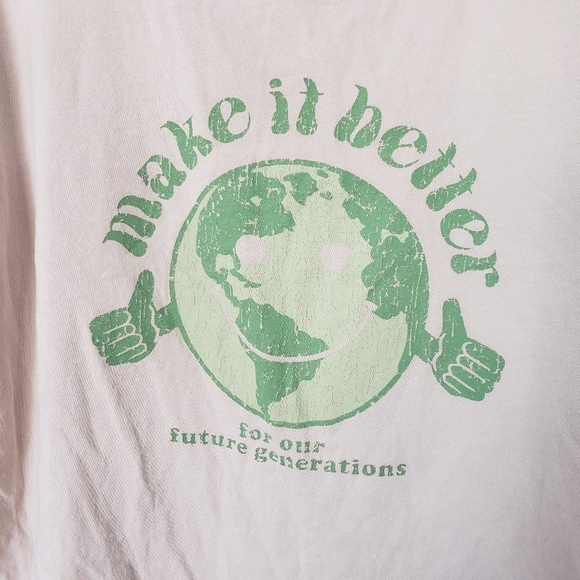 make it better
for our
future generations